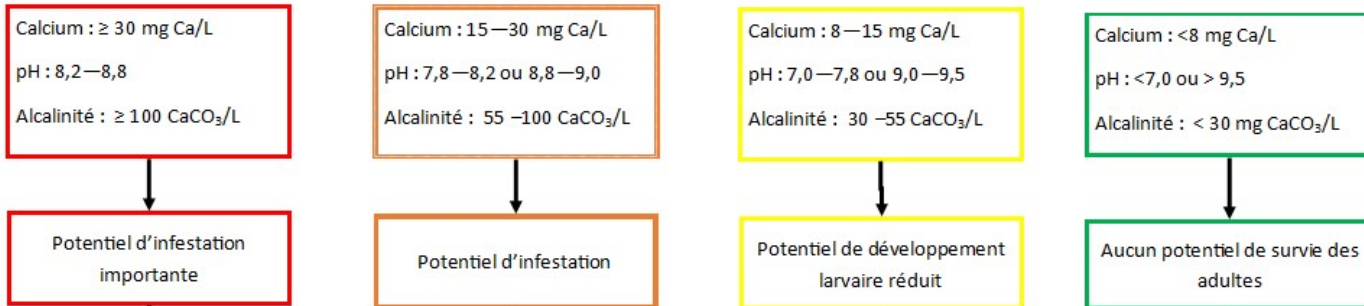 Calcium : ≥ 30 mg Ca/L
pH : 8,2—8,8
Alcalinité : ≥ 100 CaCO₃/L
Calcium : 15—30 mg Ca/L
pH : 7,8—8,2 ou 8,8—9,0
Alcalinité : 55 –100 CaCO₃/L
Calcium : 8—15 mg Ca/L
pH : 7,0—7,8 ou 9,0—9,5
Alcalinité : 30 –55 CaCO₃/L
Calcium : <8 mg Ca/L
pH : <7,0 ou > 9,5
Alcalinité : < 30 mg CaCO₃/L
Potentiel d’infestation
importante
Potentiel d’infestation
Potentiel de développement
larvaire réduit
Aucun potentiel de survie des
adultes